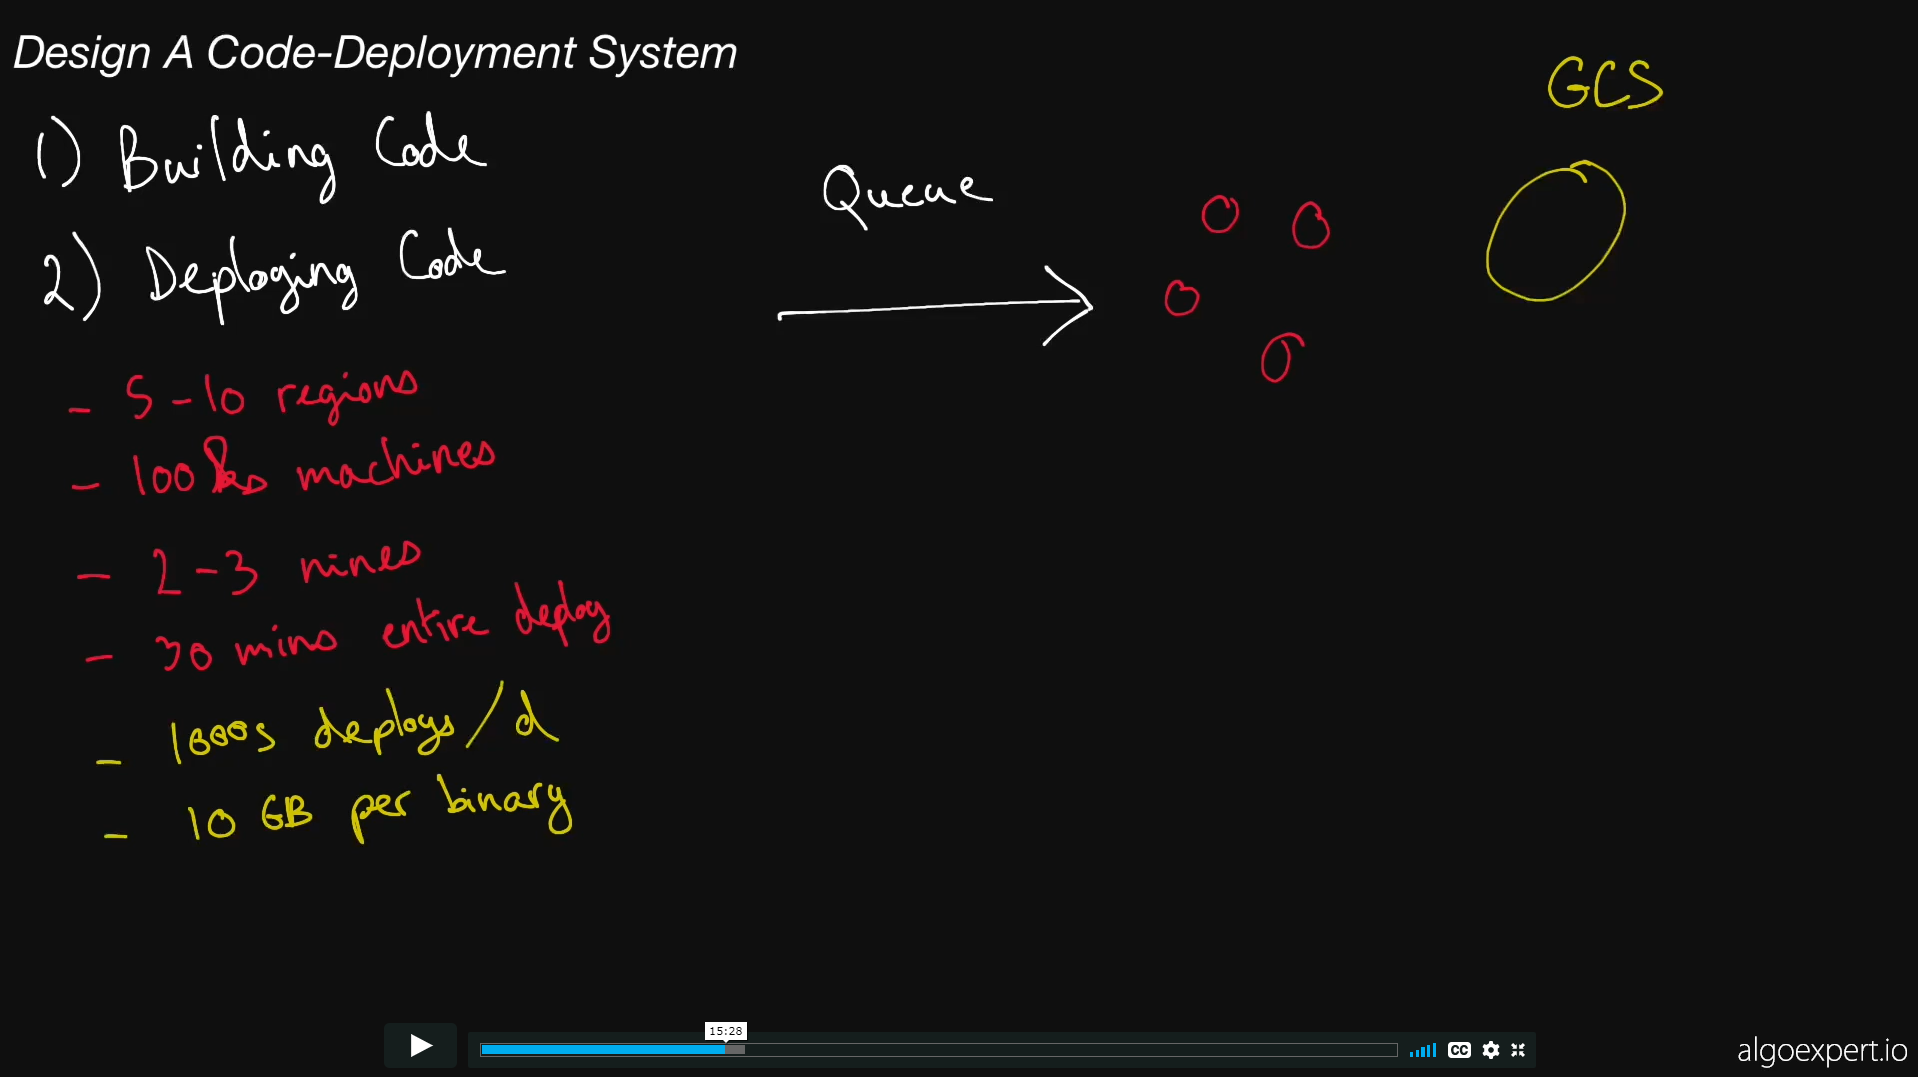 Design A Code-Deployment System
1) Building Code
2) Deploying Code
- 5-10 regions
- 100ks machines
- 2-3 nines
- 30 mins entire deploy
- 1000s deploys/d
- 10 GB per binary
Queue
GCS
15:28
CC
algoexpert.io